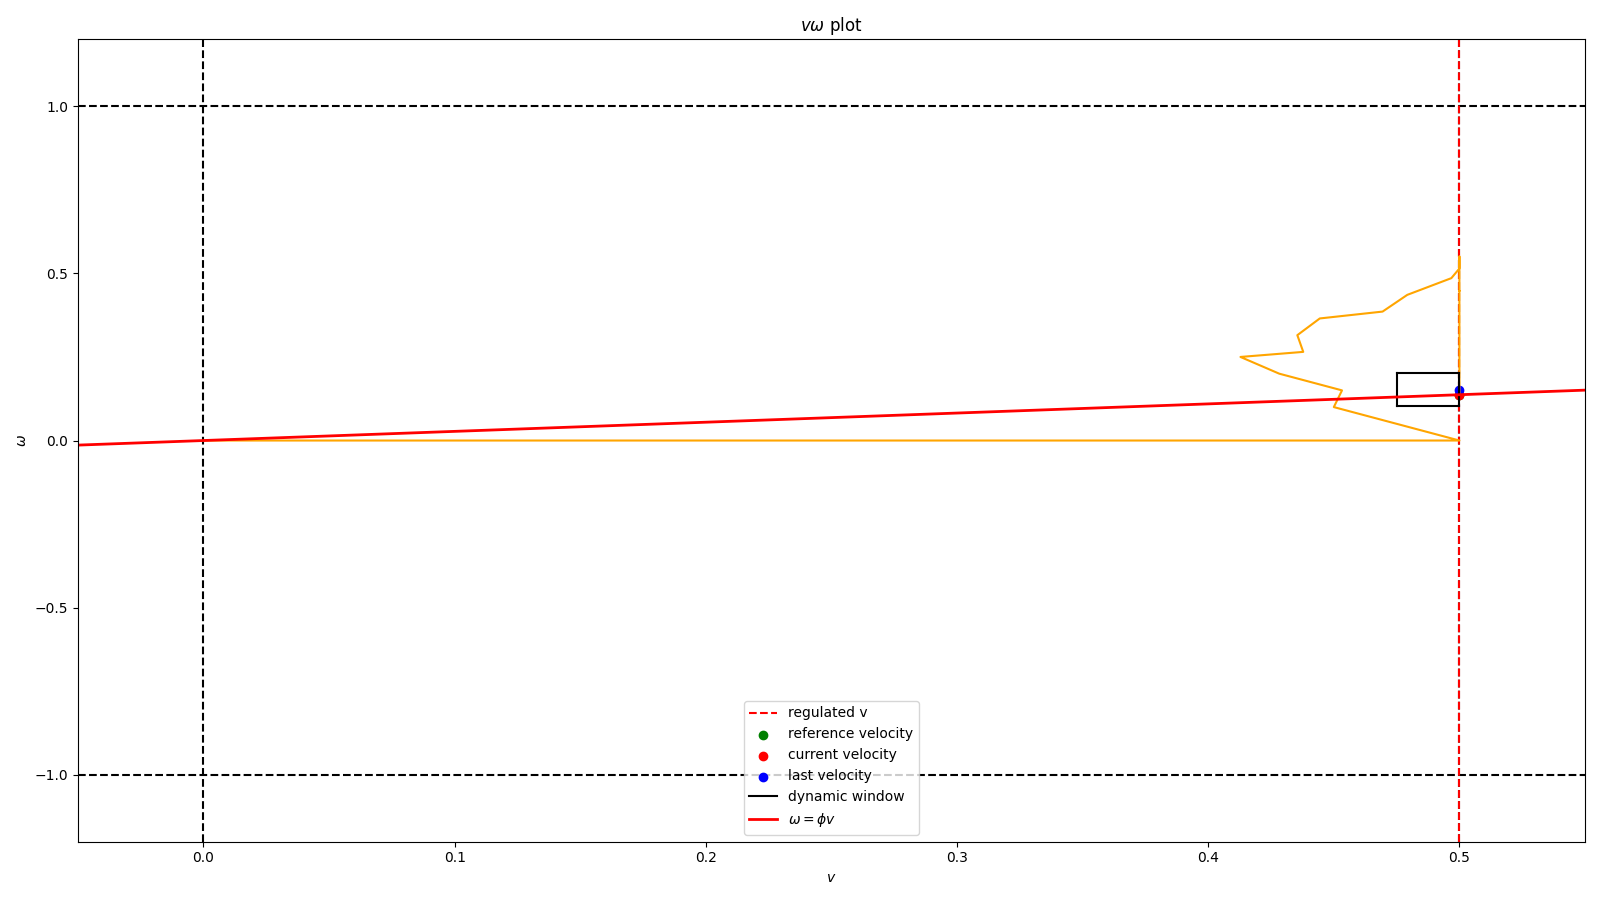 vω plot
1.0
0.5
0.0
−0.5
−1.0
ω
regulated v
reference velocity
current velocity
last velocity
dynamic window
ω = ϕv
0.0 0.1 0.2 0.3 0.4 0.5
v